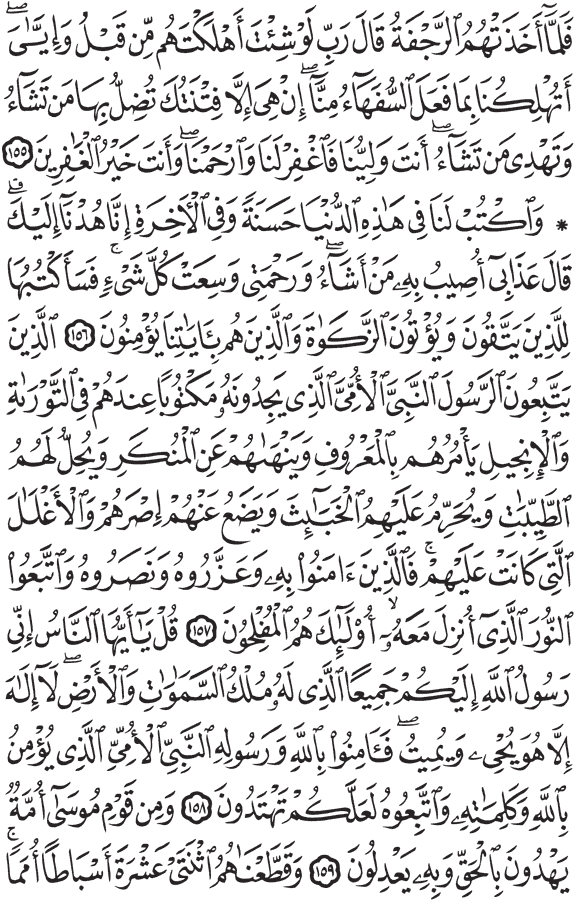 فَلَمَّآ أَخَذَتْهُمُ ٱلرَّجْفَةُ قَالَ رَبِّ لَوْ شِئْتَ أَهْلَكْتَهُم مِّن قَبْلُ وَإِيَّـٰىَۖ
أَتُهْلِكُنَا بِمَا فَعَلَ ٱلسُّفَهَآءُ مِنَّآۖ إِنْ هِىَ إِلَّا فِتْنَتُكَ تُضِلُّ بِهَا مَن تَشَآءُ
وَتَهْدِى مَن تَشَآءُۖ أَنتَ وَلِيُّنَا فَٱغْفِرْ لَنَا وَٱرْحَمْنَاۖ وَأَنتَ خَيْرُ ٱلْغَـٰفِرِينَ ١٥٥
* وَٱكْتُبْ لَنَا فِى هَـٰذِهِ ٱلدُّنْيَا حَسَنَةً وَفِى ٱلْـَٔاخِرَةِ إِنَّا هُدْنَآ إِلَيْكَۚ
قَالَ عَذَابِىٓ أُصِيبُ بِهِۦ مَنْ أَشَآءُۖ وَرَحْمَتِى وَسِعَتْ كُلَّ شَىْءٍۚ فَسَأَكْتُبُهَا
لِلَّذِينَ يَتَّقُونَ وَيُؤْتُونَ ٱلزَّكَوٰةَ وَٱلَّذِينَ هُم بِـَٔايَـٰتِنَا يُؤْمِنُونَ ١٥٦ ٱلَّذِينَ
يَتَّبِعُونَ ٱلرَّسُولَ ٱلنَّبِىَّ ٱلْأُمِّىَّ ٱلَّذِى يَجِدُونَهُۥ مَكْتُوبًا عِندَهُمْ فِى ٱلتَّوْرَىٰةِ
وَٱلْإِنجِيلِ يَأْمُرُهُم بِٱلْمَعْرُوفِ وَيَنْهَىٰهُمْ عَنِ ٱلْمُنكَرِ وَيُحِلُّ لَهُمُ
ٱلطَّيِّبَـٰتِ وَيُحَرِّمُ عَلَيْهِمُ ٱلْخَبَـٰٓئِثَ وَيَضَعُ عَنْهُمْ إِصْرَهُمْ وَٱلْأَغْلَـٰلَ
ٱلَّتِى كَانَتْ عَلَيْهِمْۚ فَٱلَّذِينَ ءَامَنُوا۟ بِهِۦ وَعَزَّرُوهُ وَنَصَرُوهُ وَٱتَّبَعُوا۟
ٱلنُّورَ ٱلَّذِىٓ أُنزِلَ مَعَهُۥٓۙ أُو۟لَـٰٓئِكَ هُمُ ٱلْمُفْلِحُونَ ١٥٧ قُلْ يَـٰٓأَيُّهَا ٱلنَّاسُ إِنِّى
رَسُولُ ٱللَّهِ إِلَيْكُمْ جَمِيعًا ٱلَّذِى لَهُۥ مُلْكُ ٱلسَّمَـٰوَٰتِ وَٱلْأَرْضِۖ لَآ إِلَـٰهَ
إِلَّا هُوَ يُحْىِۦ وَيُمِيتُۖ فَـَٔامِنُوا۟ بِٱللَّهِ وَرَسُولِهِ ٱلنَّبِىِّ ٱلْأُمِّىِّ ٱلَّذِى يُؤْمِنُ
بِٱللَّهِ وَكَلِمَـٰتِهِۦ وَٱتَّبِعُوهُ لَعَلَّكُمْ تَهْتَدُونَ ١٥٨ وَمِن قَوْمِ مُوسَىٰٓ أُمَّةٌ
يَهْدُونَ بِٱلْحَقِّ وَبِهِۦ يَعْدِلُونَ ١٥٩ وَقَطَّعْنَـٰهُمُ ٱثْنَتَىْ عَشْرَةَ أَسْبَاطًا أُمَمًاۚ